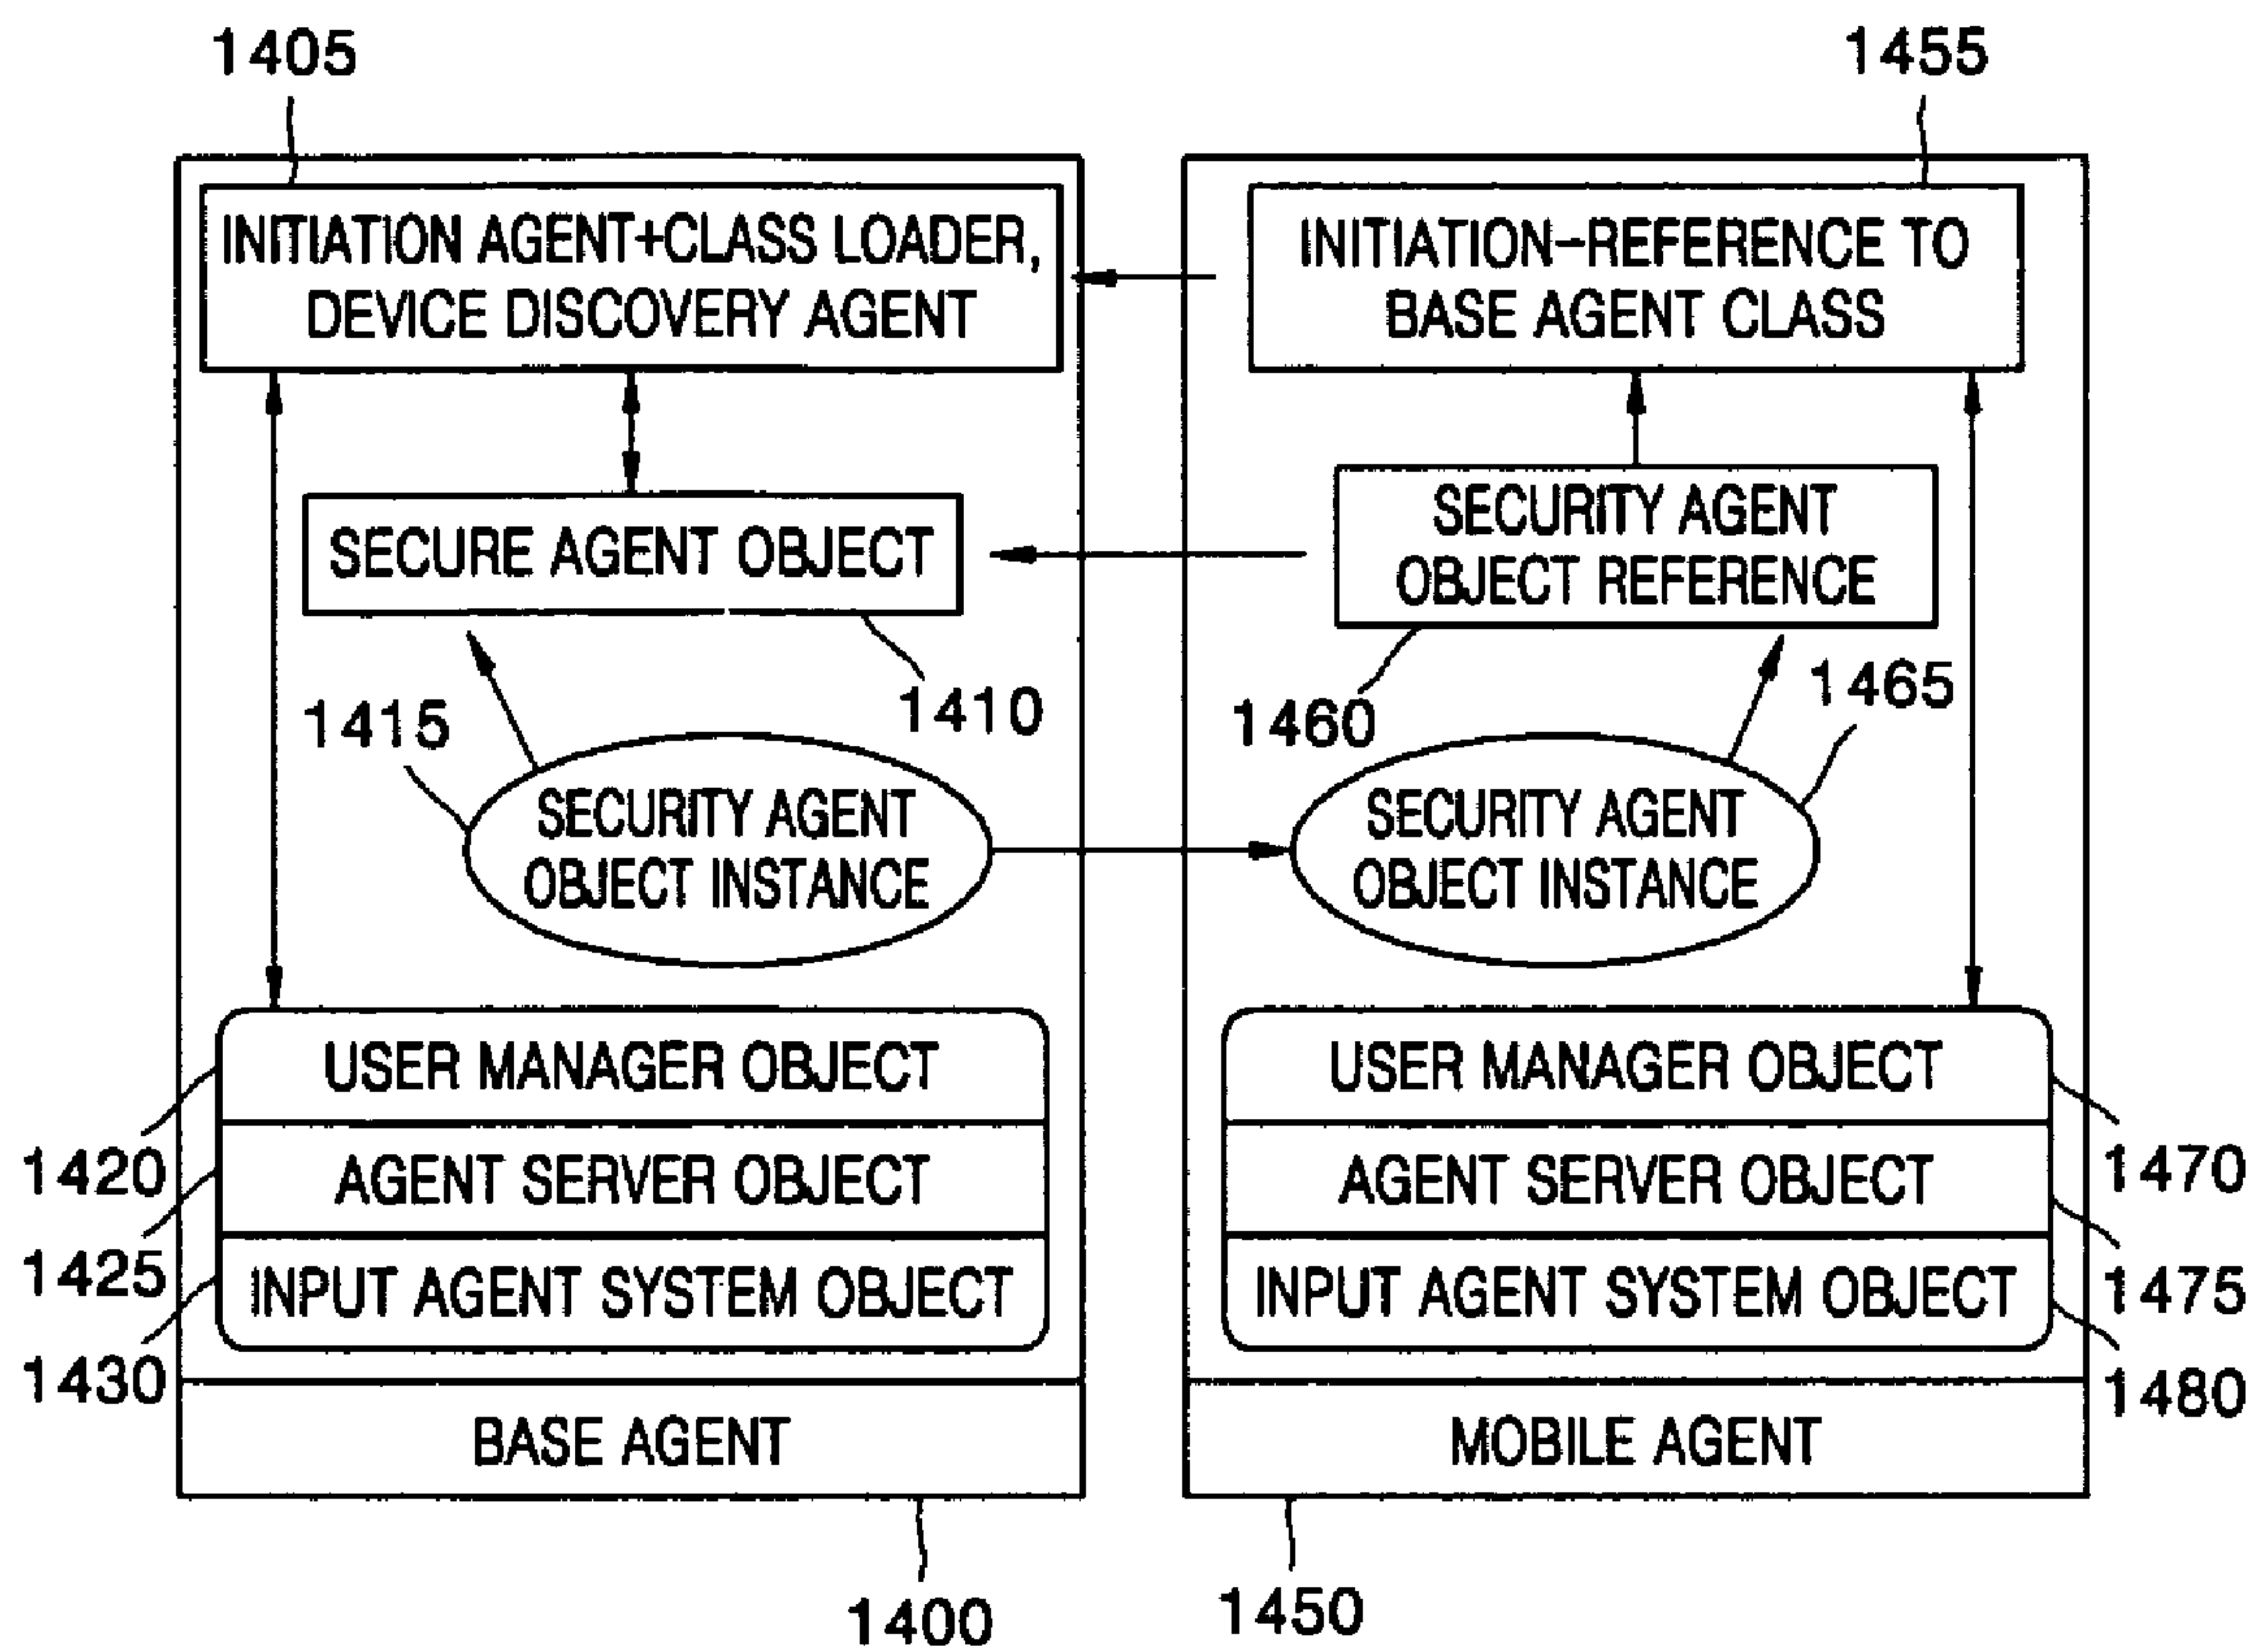 1405
1455
INITIATION AGENT+CLASS LOADER,
DEVICE DISCOVERY AGENT
INITIATION-REFERENCE TO
BASE AGENT CLASS
SECURE AGENT OBJECT
SECURITY AGENT
OBJECT REFERENCE
1410
1415
1460
1465
SECURITY AGENT
OBJECT INSTANCE
SECURITY AGENT
OBJECT INSTANCE
USER MANAGER OBJECT
AGENT SERVER OBJECT
INPUT AGENT SYSTEM OBJECT
1420
1425
1430
USER MANAGER OBJECT
AGENT SERVER OBJECT
INPUT AGENT SYSTEM OBJECT
1470
1475
1480
BASE AGENT
MOBILE AGENT
1400
1450